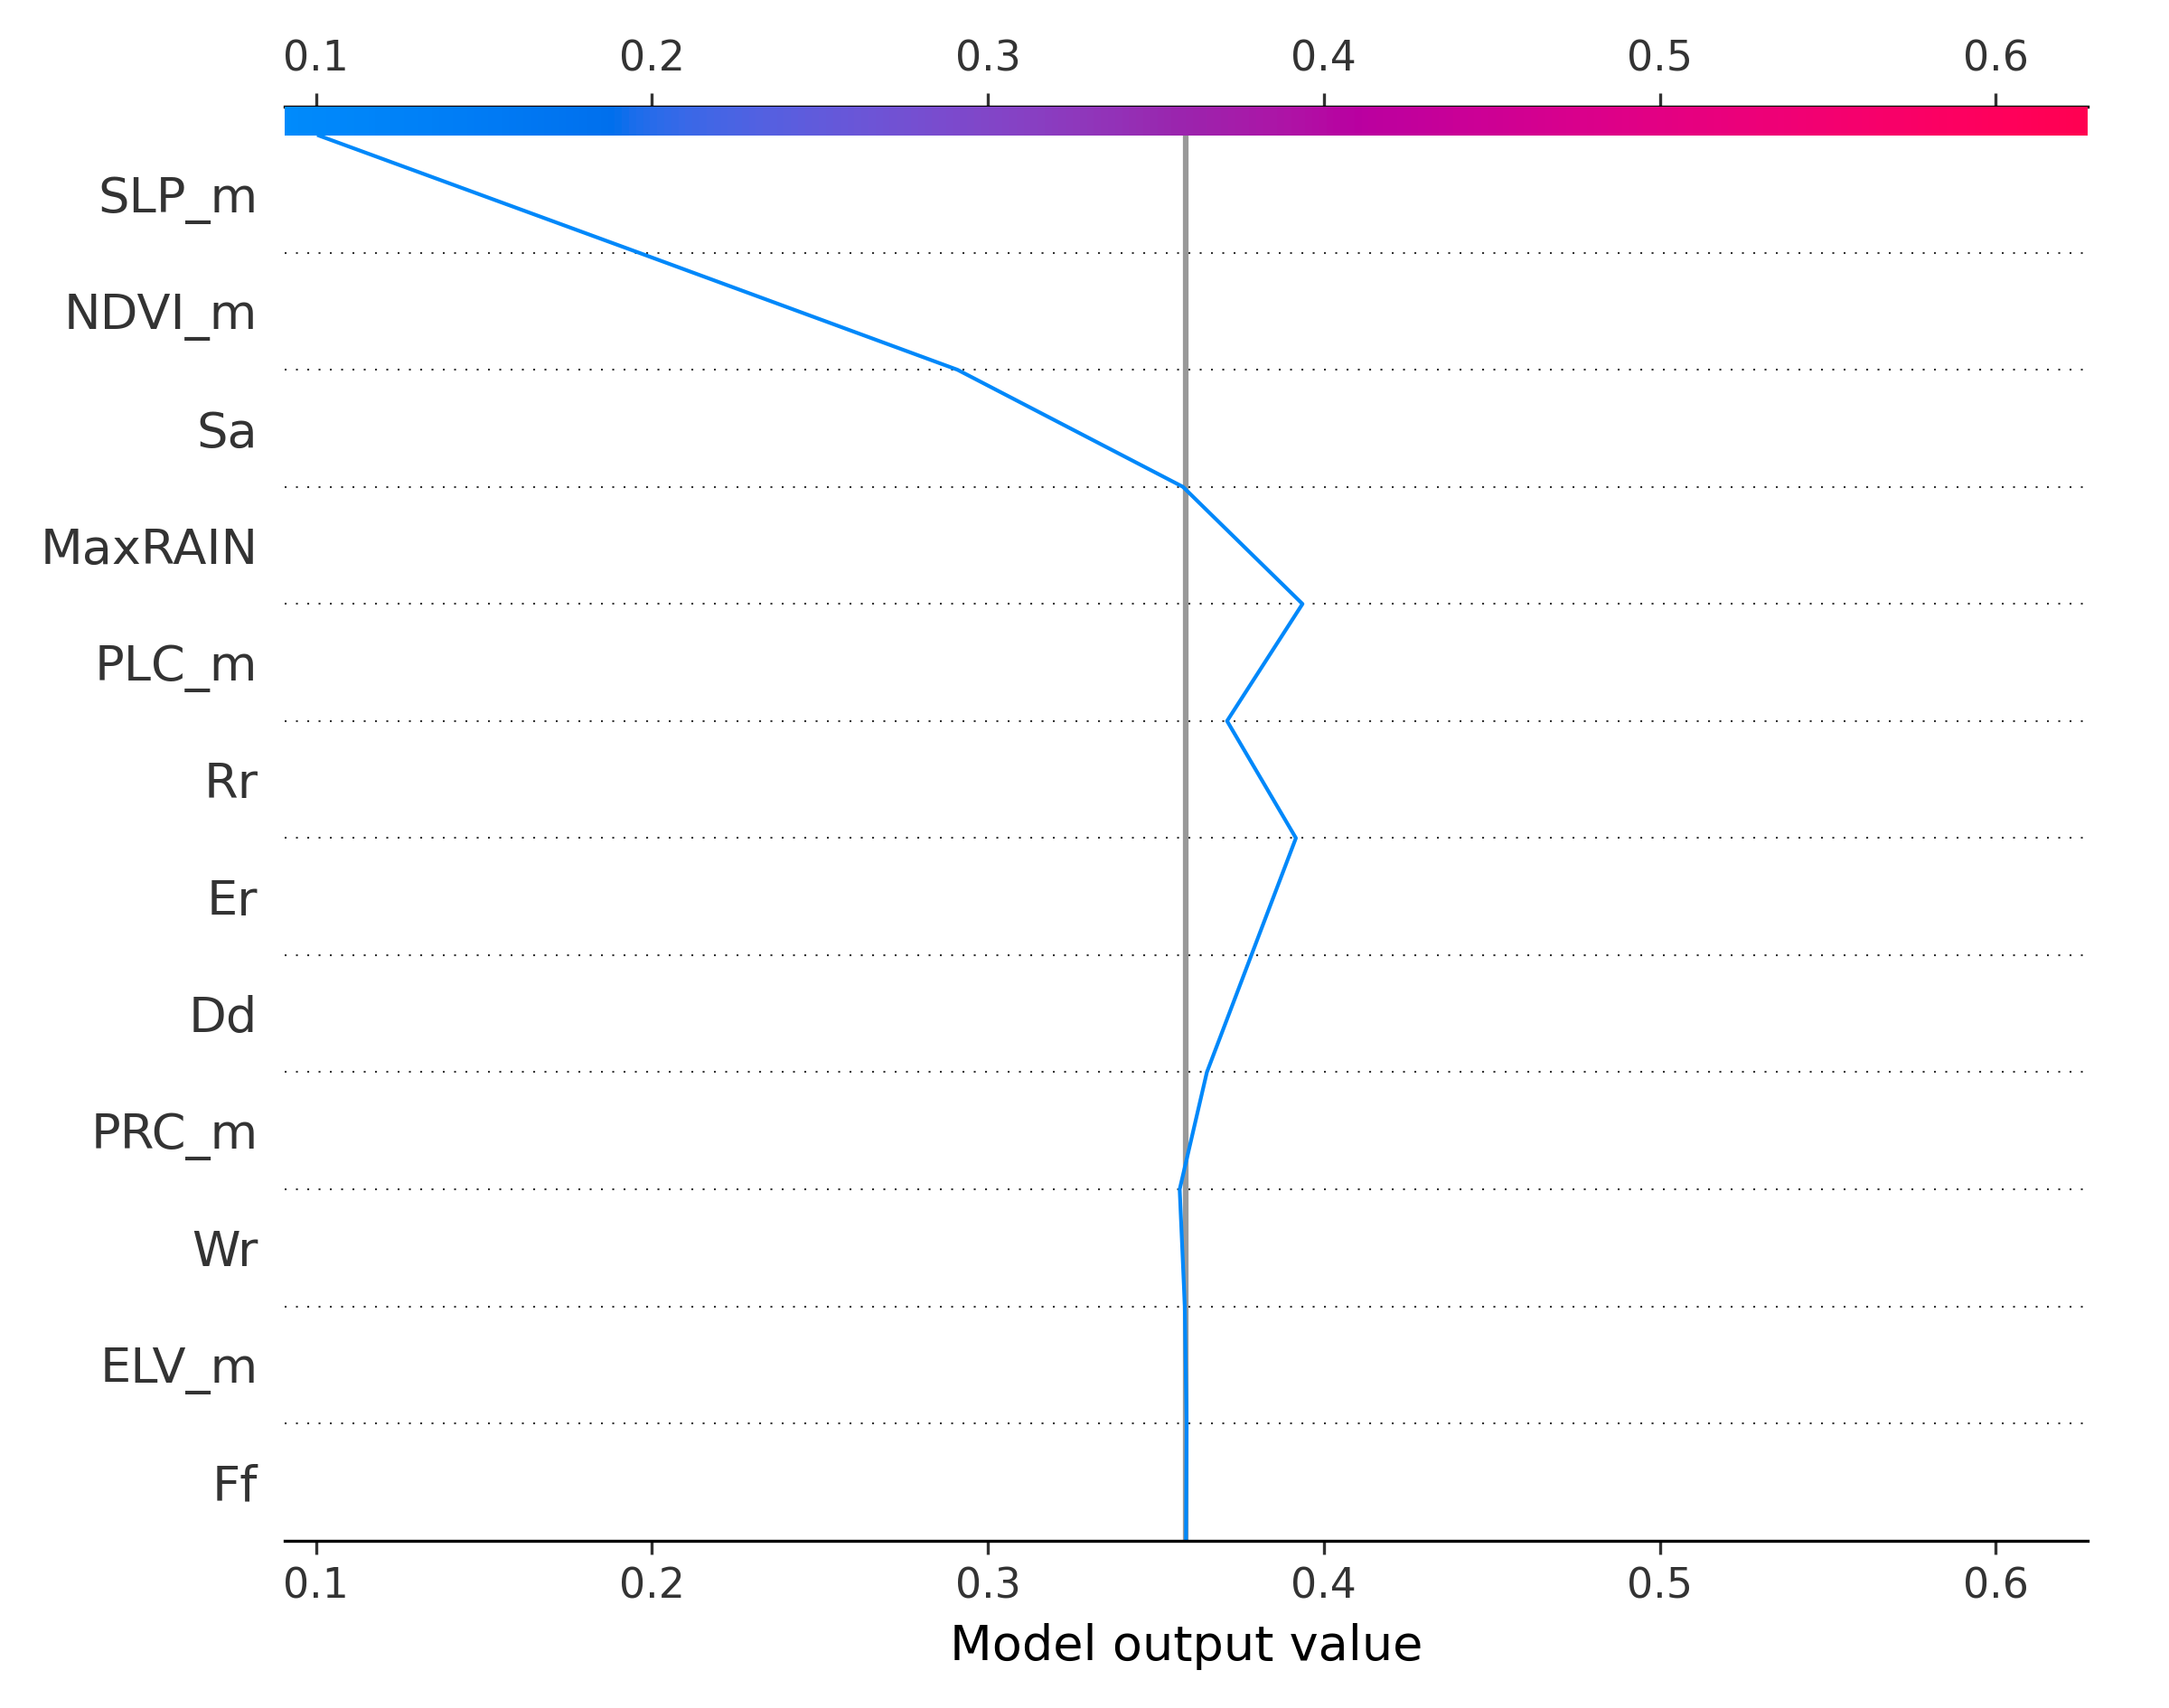 0.1 0.2 0.3 0.4 0.5 0.6
SLP_m
NDVI_m
Sa
MaxRAIN
PLC_m
Rr
Er
Dd
PRC_m
Wr
ELV_m
Ff
0.1 0.2 0.3 0.4 0.5 0.6
Model output value